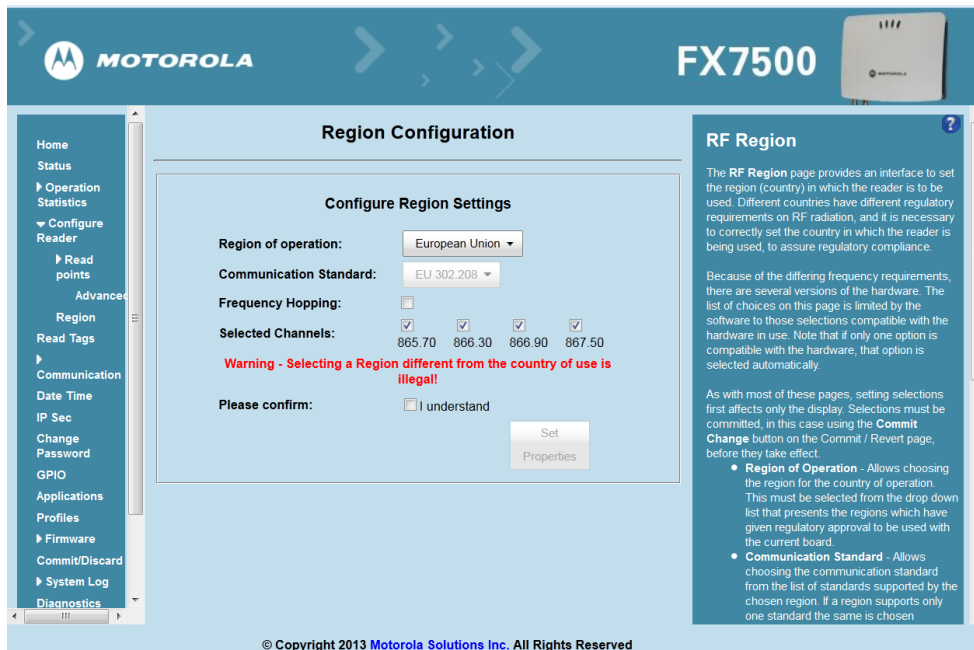 MOTOROLA
FX7500
MOTOROLA
Home
Status
Operation
Statistics
Configure
Reader
Read
points
Advanced
Region
Read Tags
Communication
Date Time
IP Sec
Change
Password
GPIO
Applications
Profiles
Firmware
Commit/Discard
System Log
Diagnostics
Region Configuration
Configure Region Settings
Region of operation: European Union
Communication Standard: EU 302.208
Frequency Hopping:
Selected Channels:
865.70 866.30 866.90 867.50
Warning - Selecting a Region different from the country of use is
illegal!
Please confirm: I understand
Set
Properties
?
RF Region
The RF Region page provides an interface to set
the region (country) in which the reader is to be
used. Different countries have different regulatory
requirements on RF radiation, and it is necessary
to correctly set the country in which the reader is
being used, to assure regulatory compliance.
Because of the differing frequency requirements,
there are several versions of the hardware. The
list of choices on this page is limited by the
software to those selections compatible with the
hardware in use. Note that if only one option is
compatible with the hardware, that option is
selected automatically.
As with most of these pages, setting selections
first affects only the display. Selections must be
committed, in this case using the Commit
Change button on the Commit / Revert page,
before they take effect.
Region of Operation - Allows choosing
the region for the country of operation.
This must be selected from the drop down
list that presents the regions which have
given regulatory approval to be used with
the current board.
Communication Standard - Allows
choosing the communication standard
from the list of standards supported by the
chosen region. If a region supports only
one standard the same is chosen
© Copyright 2013 Motorola Solutions Inc. All Rights Reserved